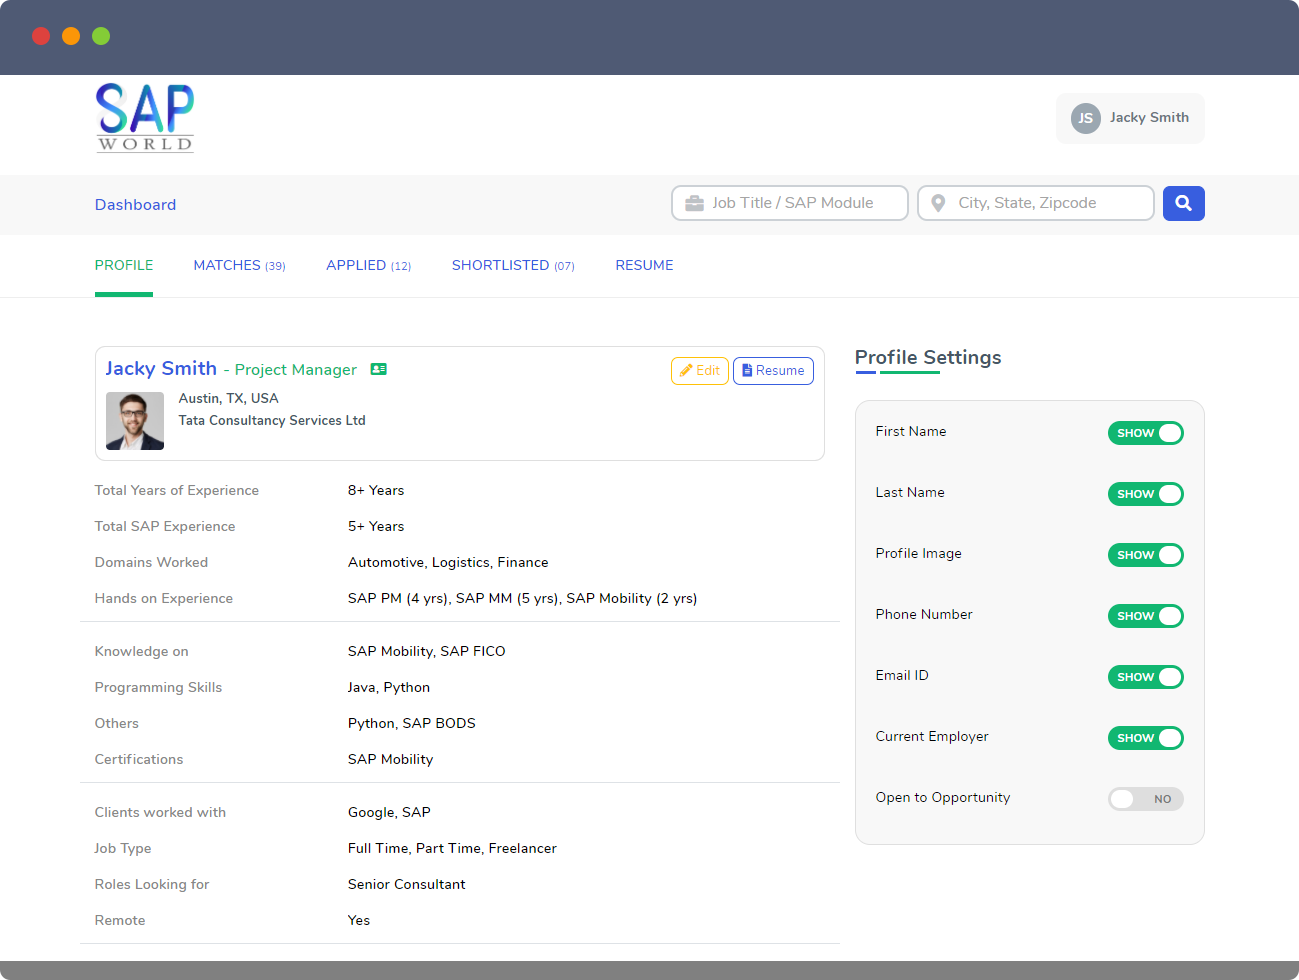 SAP
WORLD
JS Jacky Smith
Dashboard
Job Title / SAP Module
City, State, Zipcode
PROFILE
MATCHES (39)
APPLIED (12)
SHORTLISTED (07)
RESUME
Jacky Smith - Project Manager
Edit
Resume
Austin, TX, USA
Tata Consultancy Services Ltd
Total Years of Experience 8+ Years
Total SAP Experience 5+ Years
Domains Worked Automotive, Logistics, Finance
Hands on Experience SAP PM (4 yrs), SAP MM (5 yrs), SAP Mobility (2 yrs)
Knowledge on SAP Mobility, SAP FICO
Programming Skills Java, Python
Others Python, SAP BODS
Certifications SAP Mobility
Clients worked with Google, SAP
Job Type Full Time, Part Time, Freelancer
Roles Looking for Senior Consultant
Remote Yes
Profile Settings
First Name SHOW
Last Name SHOW
Profile Image SHOW
Phone Number SHOW
Email ID SHOW
Current Employer SHOW
Open to Opportunity NO